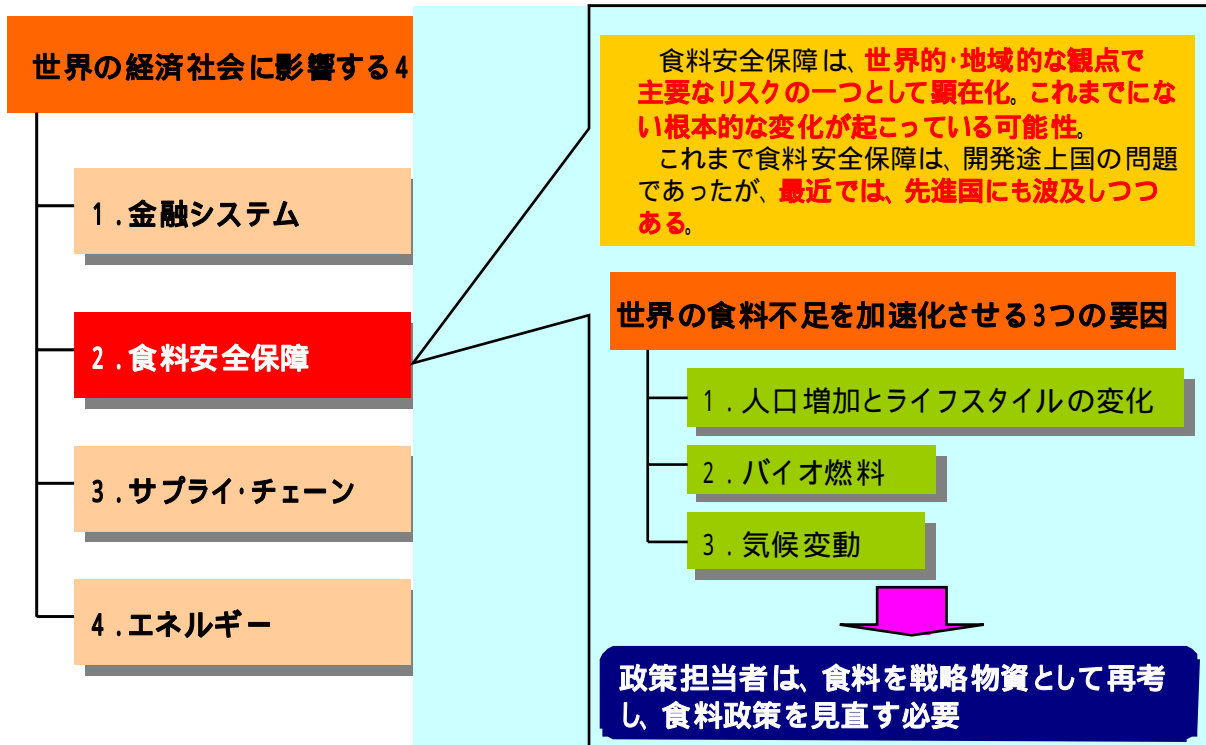 世界の経済社会に影響する4
1．金融システム
2．食料安全保障
3．サプライ・チェーン
4．エネルギー
食料安全保障は、世界的・地域的な観点で
主要なリスクの一つとして顕在化。これまでにな
い根本的な変化が起こっている可能性。
これまで食料安全保障は、開発途上国の問題
であったが、最近では、先進国にも波及しつつ
ある。
世界の食料不足を加速化させる3つの要因
1．人口増加とライフスタイルの変化
2．バイオ燃料
3．気候変動
政策担当者は、食料を戦略物資として再考
し、食料政策を見直す必要